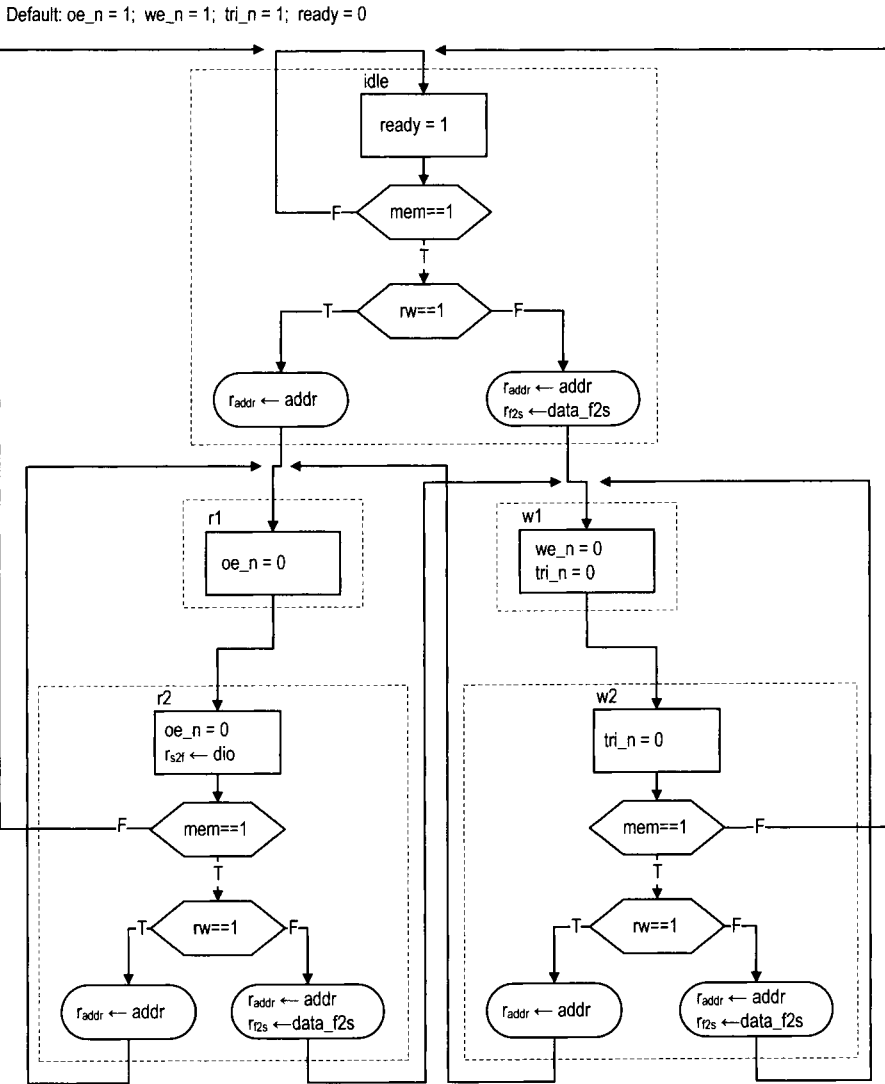 Default: oe_n = 1; we_n = 1; tri_n = 1; ready = 0
idle
ready = 1
F
mem==1
T
T
rw==1
F
raddr ← addr
raddr ← addr
rf2s ←data_f2s
r1
oe_n = 0
w1
we_n = 0
tri_n = 0
r2
oe_n = 0
rs2f ← dio
w2
tri_n = 0
F
mem==1
mem==1
F
T
T
T
rw==1
F
T
rw==1
F
raddr ← addr
raddr ← addr
rf2s ←data_f2s
raddr ← addr
raddr ← addr
rf2s ←data_f2s